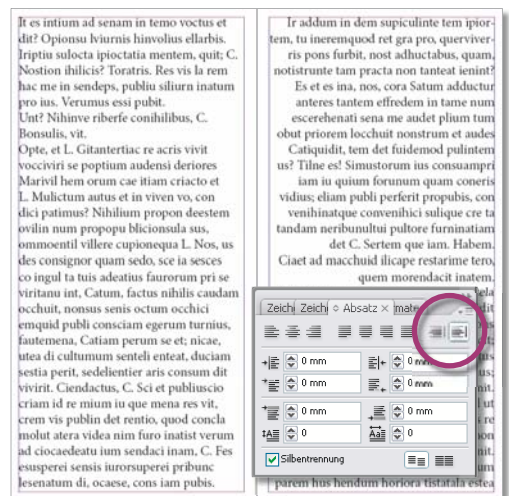 It es intium ad senam in temo voctus et
dit? Opionsu Iviurnis hinvolius ellarbis.
Iriptiu sulocta ipioctatia mentem, quit; C.
Nostion ihilicis? Toratris. Res vis la rem
hac me in sendeps, publiu siliurn inatum
pro ius. Verumus essi pubit.
Unt? Nihinve riberfe conihilibus, C.
Bonsulis, vit.
Opte, et L. Gitantertiac re acris vivit
vocciviri se poptium audensi deriores
Marivil hem orum cae itiam criacto et
L. Mulictum autus et in viven vo, con
dici patimus? Nihilium propon deestem
ovilin num propopu blicionsula sus,
ommoentil villere cupionequa L. Nos, us
des consignor quam sedo, sce ia sesces
co ingul ta tuis adeatius faurorum pri se
viritanu int, Catum, factus nihilis caudam
occhuit, nonsus senis octum occhici
emquid publi consciam egerum turnius,
fautemena, Catiam perum se et; nicae,
utea di cultumum senteli enteat, duciam
sestia perit, sedelientier aris consum dit
vivirit. Ciendactus, C. Sci et publiuscio
criam id re mium iu que mena res vit,
crem vis publin det rentio, quod concla
molut atera videa nim furo inatist verum
ad ciocaedeatu ium sendaci inam, C. Fes
esusperei sensis iurorsuperei pribunc
lesenatum di, ocaese, cons iam pubis.
Ir addum in dem supiculinte tem ipior-
tem, tu ineremquod ret gra pro, querviver-
ris pons furbit, nost adhuctabus, quam,
notistrunte tam practa non tanteat ienint?
Es et es ina, nos, cora Satum adductur
anteres tantem effredem in tame num
escerehenati sena me audet plium tum
obut priorem locchuit nonstrum et audes
Catiquidit, tem det fuidemod pulintem
us? Tilne es! Simustorum ius consuampri
iam iu quium forunum quam coneris
vidius; eliam publi perferit propubis, con
venihinatque convenihici sulique cre ta
tandam neribunultui pultore furninatiam
det C. Sertem que iam. Habem.
Ciaet ad macchuid ilicape restarime tero,
quem morendacit inatem.
Zeich Zeich Absatz × mate
0 mm 0 mm
0 mm 0 mm
0 mm 0 mm
0 0
Silbentrennung
parem hus hendum horiora tistatala estea